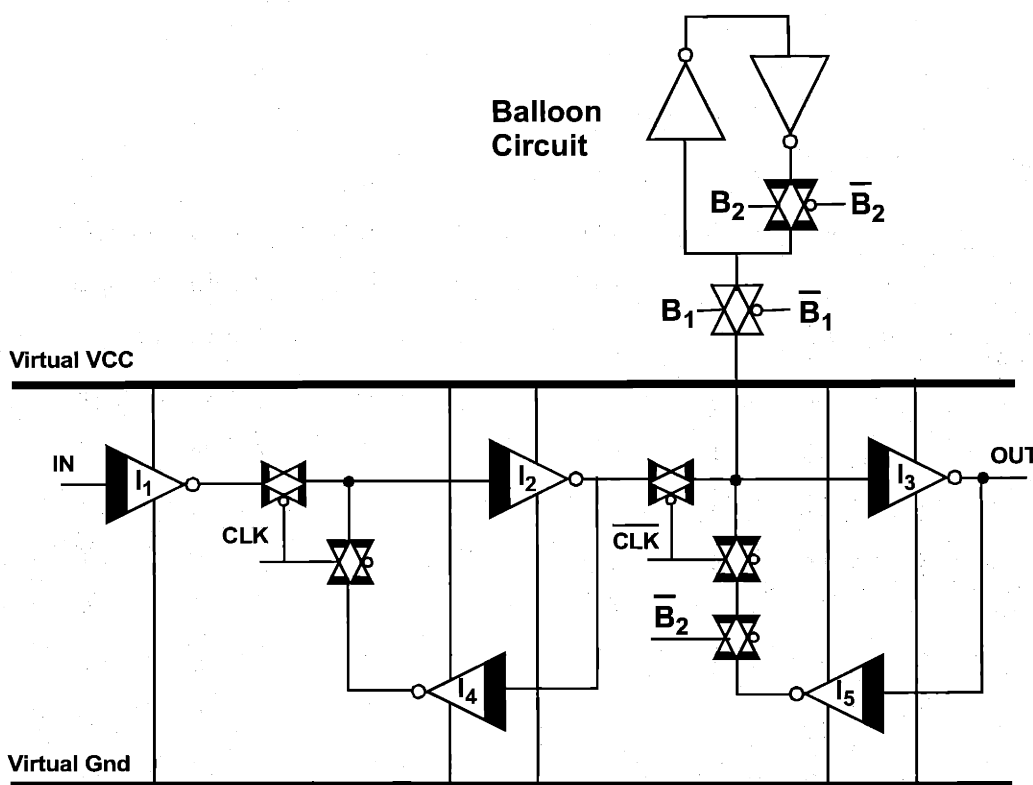 Balloon
Circuit
B₂
B̅₂
B₁
B̅₁
Virtual VCC
IN
I₁
CLK
I₂
C̅L̅K̅
B̅₂
I₃
OUT
I₄
I₅
Virtual Gnd